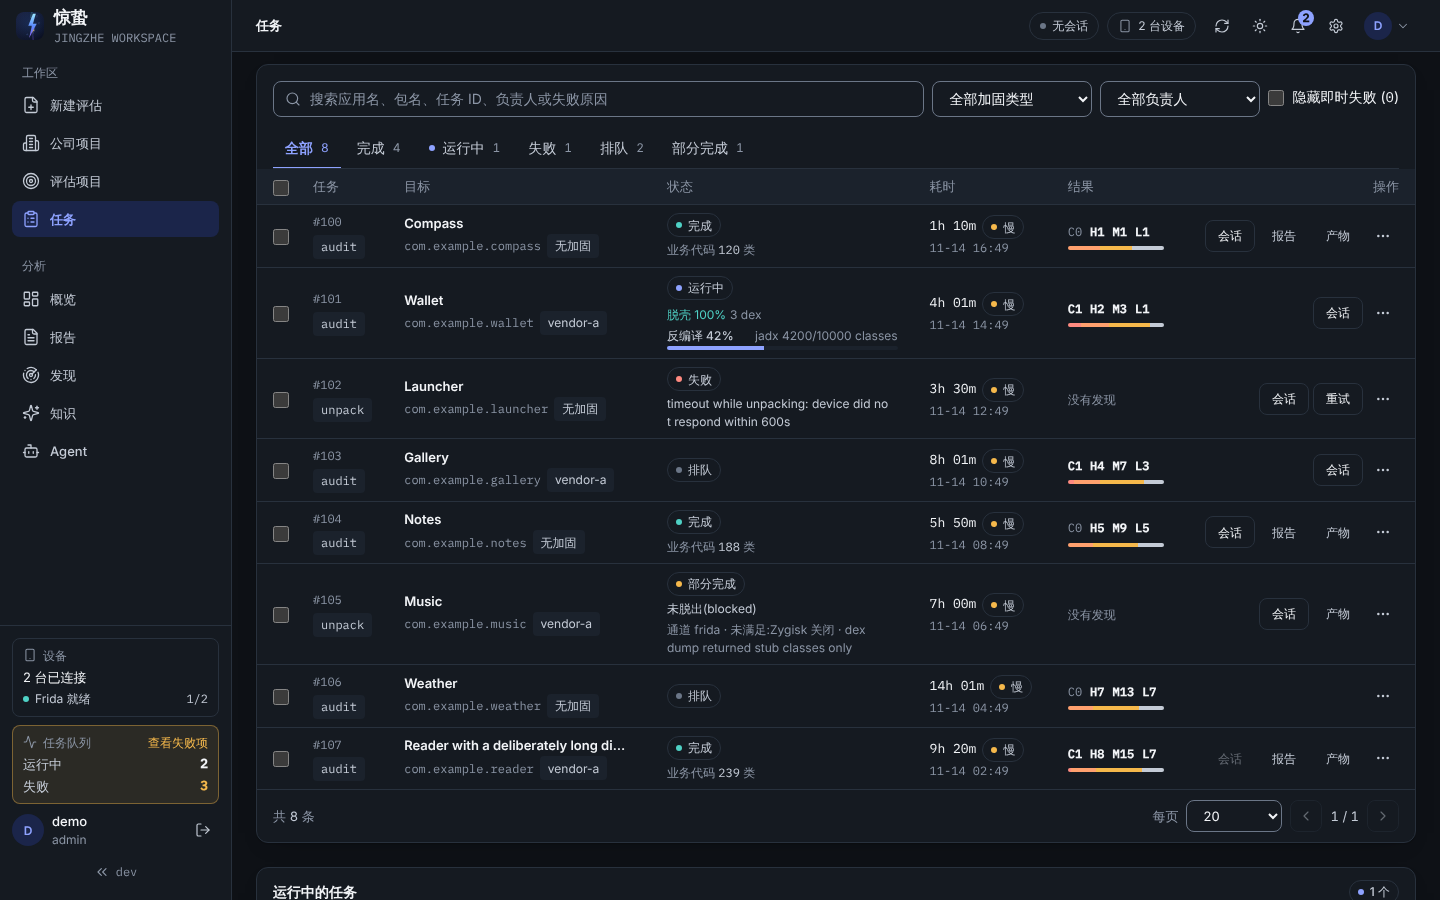 惊蛰
JINGZHE WORKSPACE
工作区
新建评估
公司项目
评估项目
任务
分析
概览
报告
发现
知识
Agent
设备
2 台已连接
Frida 就绪 1/2
任务队列 查看失败项
运行中 2
失败 3
D demo
admin
dev
任务
无会话 2 台设备 2 D
搜索应用名、包名、任务 ID、负责人或失败原因 全部加固类型 全部负责人 隐藏即时失败 (0)
全部 8 完成 4 运行中 1 失败 1 排队 2 部分完成 1
任务 目标 状态 耗时 结果 操作
#100 Compass 完成 1h 10m 慢 C0 H1 M1 L1 会话 报告 产物 ···
audit com.example.compass 无加固 业务代码 120 类 11-14 16:49
#101 Wallet 运行中 4h 01m 慢 C1 H2 M3 L1 会话 ···
audit com.example.wallet vendor-a 脱壳 100% 3 dex 11-14 14:49
反编译 42% jadx 4200/10000 classes
#102 Launcher 失败 3h 30m 慢 没有发现 会话 重试 ···
unpack com.example.launcher 无加固 timeout while unpacking: device did no 11-14 12:49
t respond within 600s
#103 Gallery 排队 8h 01m 慢 C1 H4 M7 L3 会话 ···
audit com.example.gallery vendor-a 11-14 10:49
#104 Notes 完成 5h 50m 慢 C0 H5 M9 L5 会话 报告 产物 ···
audit com.example.notes 无加固 业务代码 188 类 11-14 08:49
#105 Music 部分完成 7h 00m 慢 没有发现 会话 产物 ···
unpack com.example.music vendor-a 未脱出(blocked) 11-14 06:49
通道 frida · 未满足:Zygisk 关闭 · dex
dump returned stub classes only
#106 Weather 排队 14h 01m 慢 C0 H7 M13 L7 ···
audit com.example.weather 无加固 11-14 04:49
#107 Reader with a deliberately long di… 完成 9h 20m 慢 C1 H8 M15 L7 会话 报告 产物 ···
audit com.example.reader vendor-a 业务代码 239 类 11-14 02:49
共 8 条 每页 20 1 / 1
运行中的任务 1 个